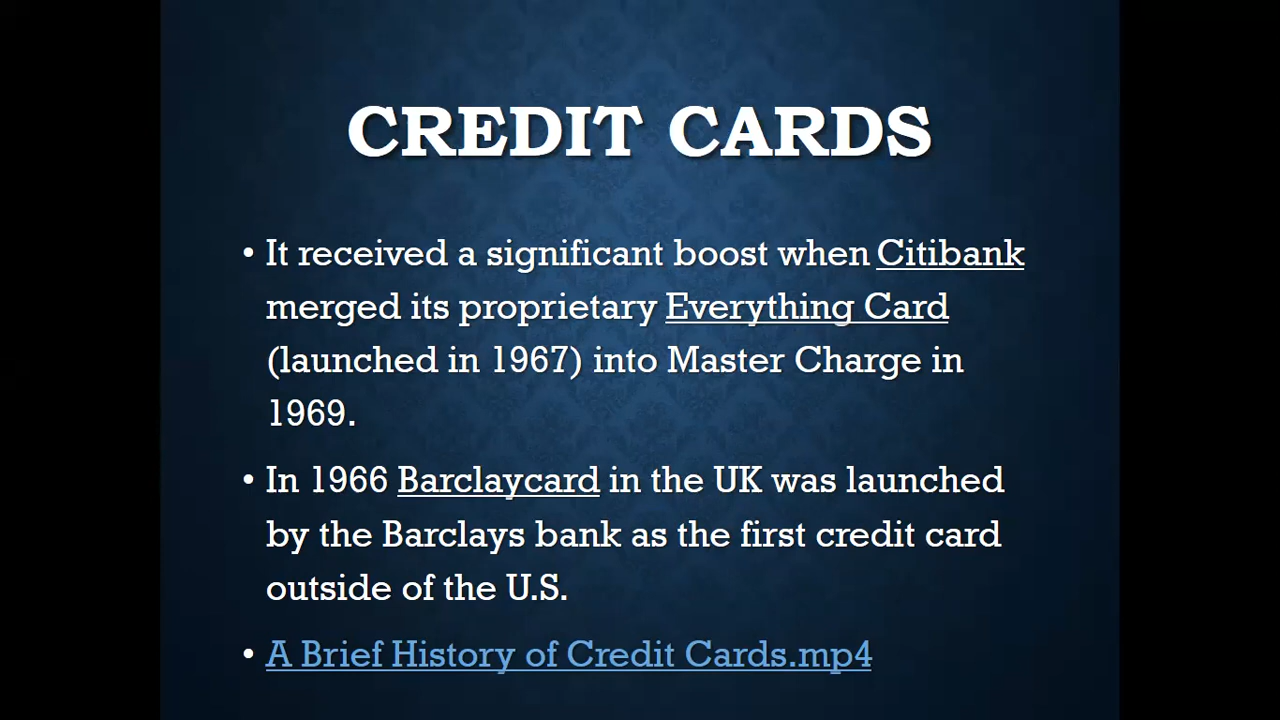 CREDIT CARDS
• It received a significant boost when Citibank
merged its proprietary Everything Card
(launched in 1967) into Master Charge in
1969.
• In 1966 Barclaycard in the UK was launched
by the Barclays bank as the first credit card
outside of the U.S.
• A Brief History of Credit Cards.mp4